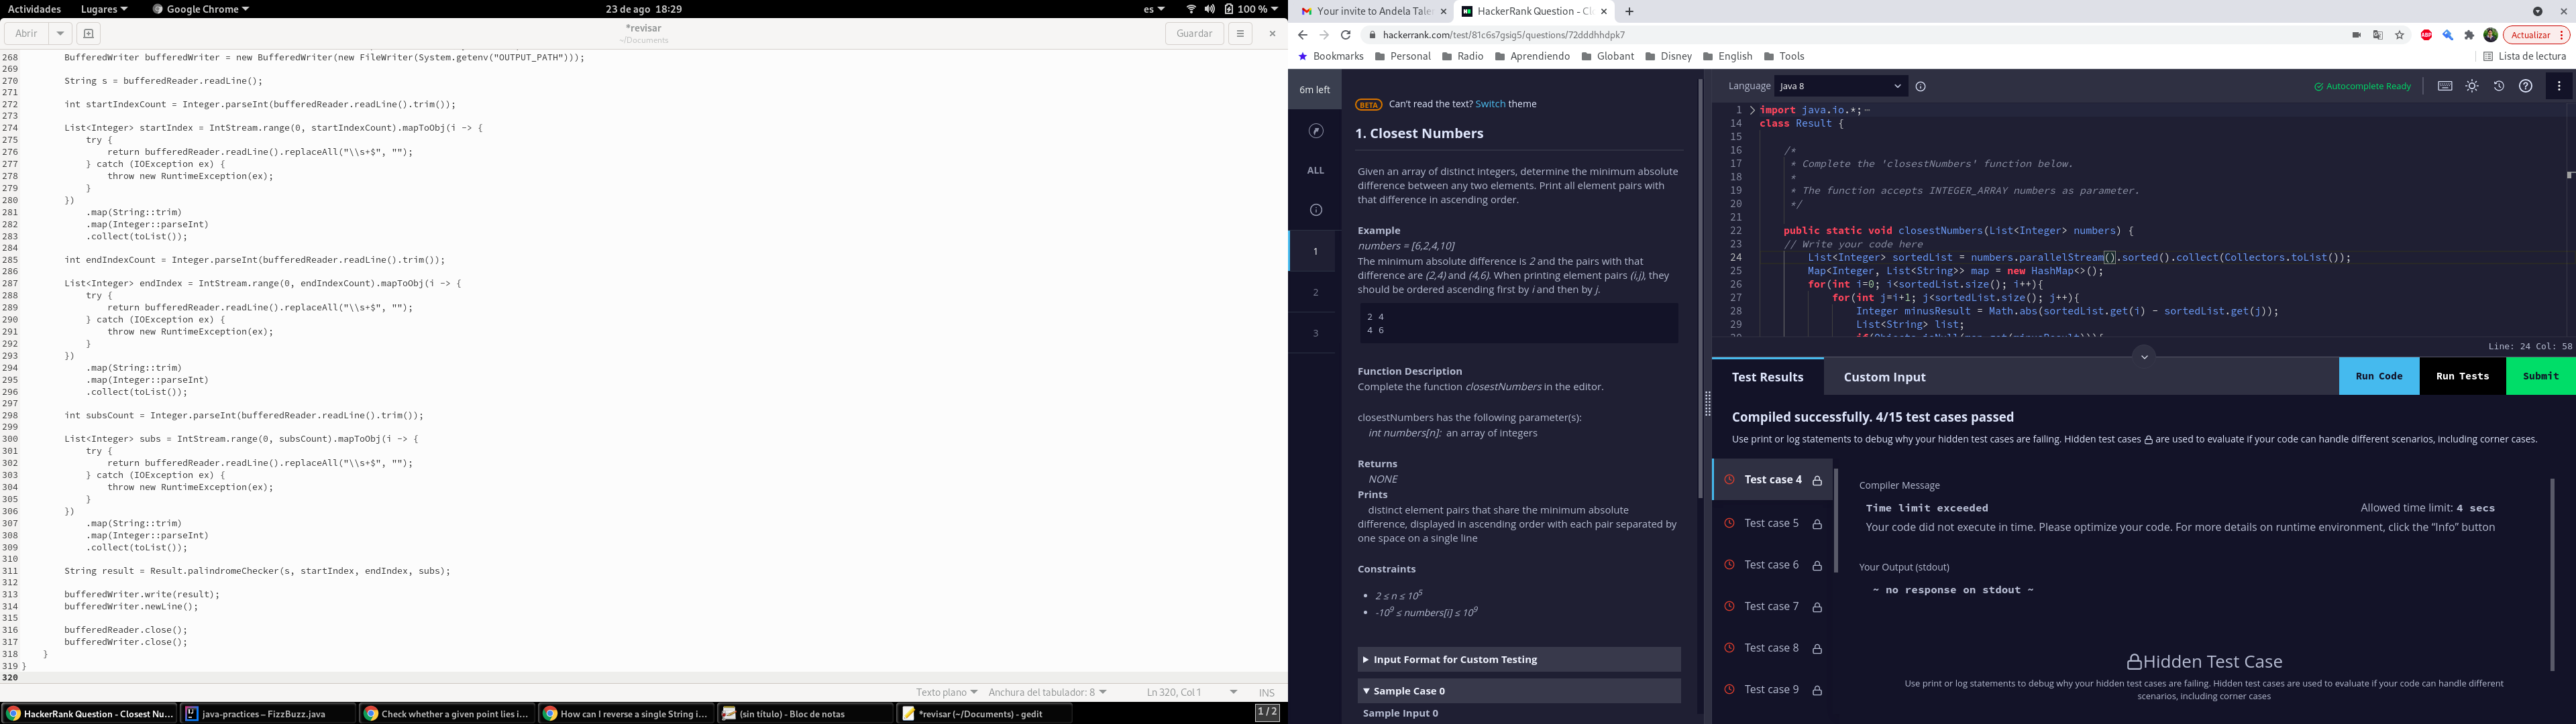 Actividades Lugares Google Chrome 23 de ago 18:29 es 100 %
Abrir *revisar ~/Documents Guardar
268 BufferedWriter bufferedWriter = new BufferedWriter(new FileWriter(System.getenv("OUTPUT_PATH")));
269
270 String s = bufferedReader.readLine();
271
272 int startIndexCount = Integer.parseInt(bufferedReader.readLine().trim());
273
274 List<Integer> startIndex = IntStream.range(0, startIndexCount).mapToObj(i -> {
275 try {
276 return bufferedReader.readLine().replaceAll("\\s+$", "");
277 } catch (IOException ex) {
278 throw new RuntimeException(ex);
279 }
280 })
281 .map(String::trim)
282 .map(Integer::parseInt)
283 .collect(toList());
284
285 int endIndexCount = Integer.parseInt(bufferedReader.readLine().trim());
286
287 List<Integer> endIndex = IntStream.range(0, endIndexCount).mapToObj(i -> {
288 try {
289 return bufferedReader.readLine().replaceAll("\\s+$", "");
290 } catch (IOException ex) {
291 throw new RuntimeException(ex);
292 }
293 })
294 .map(String::trim)
295 .map(Integer::parseInt)
296 .collect(toList());
297
298 int subsCount = Integer.parseInt(bufferedReader.readLine().trim());
299
300 List<Integer> subs = IntStream.range(0, subsCount).mapToObj(i -> {
301 try {
302 return bufferedReader.readLine().replaceAll("\\s+$", "");
303 } catch (IOException ex) {
304 throw new RuntimeException(ex);
305 }
306 })
307 .map(String::trim)
308 .map(Integer::parseInt)
309 .collect(toList());
310
311 String result = Result.palindromeChecker(s, startIndex, endIndex, subs);
312
313 bufferedWriter.write(result);
314 bufferedWriter.newLine();
315
316 bufferedReader.close();
317 bufferedWriter.close();
318 }
319 }
320
Texto plano Anchura del tabulador: 8 Ln 320, Col 1 INS
HackerRank Question - Closest Nu... java-practices – FizzBuzz.java Check whether a given point lies i... How can I reverse a single String i... (sin título) - Bloc de notas *revisar (~/Documents) - gedit 1 / 2
Your invite to Andela Tale HackerRank Question - Cl
hackerrank.com/test/81c6s7gsig5/questions/72dddhhdpk7 ABP Actualizar
Bookmarks Personal Radio Aprendiendo Globant Disney English Tools Lista de lectura
6m left
ALL
1
2
3
BETA Can't read the text? Switch theme
1. Closest Numbers
Given an array of distinct integers, determine the minimum absolute
difference between any two elements. Print all element pairs with
that difference in ascending order.
Example
numbers = [6,2,4,10]
The minimum absolute difference is 2 and the pairs with that
difference are (2,4) and (4,6). When printing element pairs (i,j), they
should be ordered ascending first by i and then by j.
2 4
4 6
Function Description
Complete the function closestNumbers in the editor.
closestNumbers has the following parameter(s):
int numbers[n]: an array of integers
Returns
NONE
Prints
distinct element pairs that share the minimum absolute
difference, displayed in ascending order with each pair separated by
one space on a single line
Constraints
• 2 ≤ n ≤ 10⁵
• -10⁹ ≤ numbers[i] ≤ 10⁹
Input Format for Custom Testing
Sample Case 0
Sample Input 0
Language Java 8 Autocomplete Ready
1 import java.io.*;
14 class Result {
15
16 /*
17 * Complete the 'closestNumbers' function below.
18 *
19 * The function accepts INTEGER_ARRAY numbers as parameter.
20 */
21
22 public static void closestNumbers(List<Integer> numbers) {
23 // Write your code here
24 List<Integer> sortedList = numbers.parallelStream().sorted().collect(Collectors.toList());
25 Map<Integer, List<String>> map = new HashMap<>();
26 for(int i=0; i<sortedList.size(); i++){
27 for(int j=i+1; j<sortedList.size(); j++){
28 Integer minusResult = Math.abs(sortedList.get(i) - sortedList.get(j));
29 List<String> list;
Line: 24 Col: 58
Test Results Custom Input Run Code Run Tests Submit
Compiled successfully. 4/15 test cases passed
Use print or log statements to debug why your hidden test cases are failing. Hidden test cases are used to evaluate if your code can handle different scenarios, including corner cases.
Test case 4
Test case 5
Test case 6
Test case 7
Test case 8
Test case 9
Compiler Message
Time limit exceeded Allowed time limit: 4 secs
Your code did not execute in time. Please optimize your code. For more details on runtime environment, click the “Info” button
Your Output (stdout)
~ no response on stdout ~
Hidden Test Case
Use print or log statements to debug why your hidden test cases are failing. Hidden test cases are used to evaluate if your code can handle different
scenarios, including corner cases